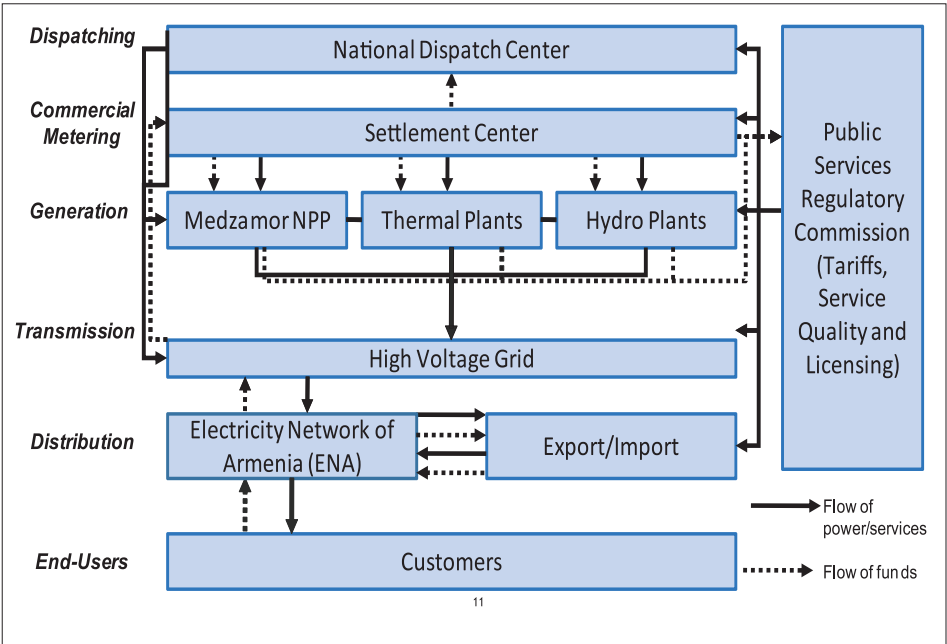 Dispatching
National Dispatch Center
Commercial
Metering
Settlement Center
Generation
Medzamor NPP
Thermal Plants
Hydro Plants
Public
Services
Regulatory
Commission
(Tariffs,
Service
Quality and
Licensing)
Transmission
High Voltage Grid
Distribution
Electricity Network of
Armenia (ENA)
Export/Import
Flow of
power/services
End-Users
Customers
Flow of funds
11